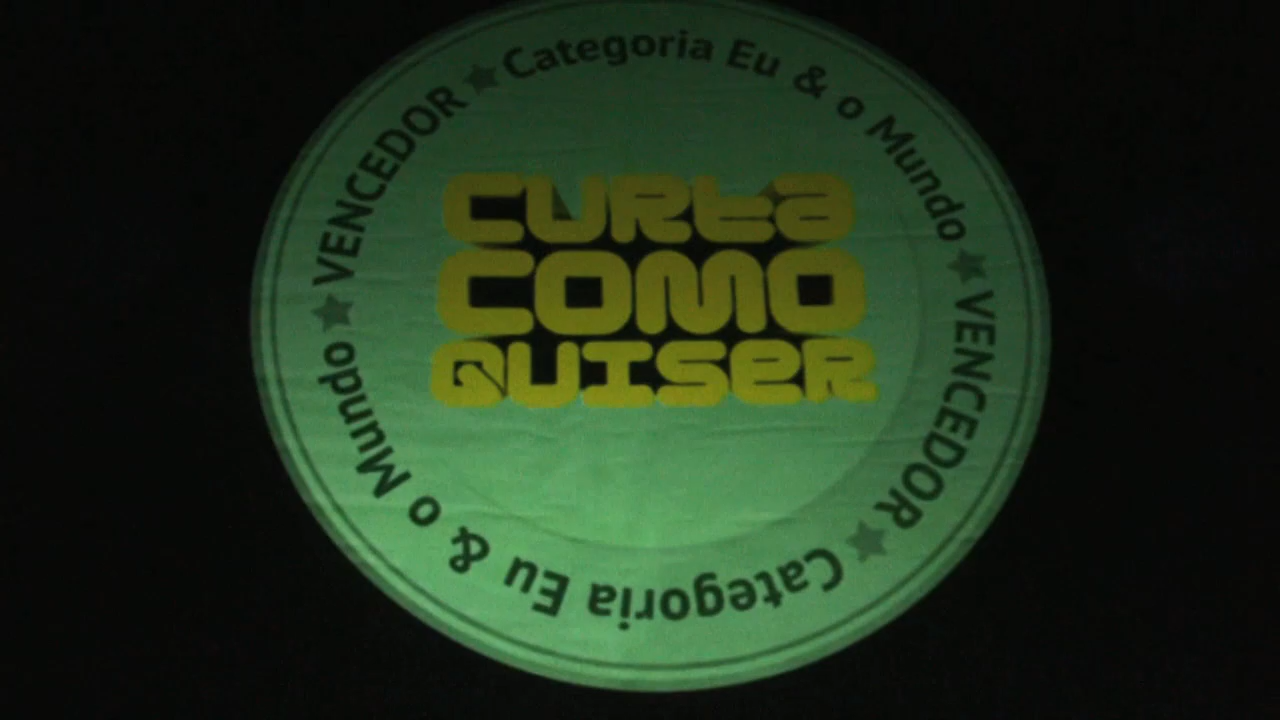 VENCEDOR ★ Categoria Eu & o Mundo ★ VENCEDOR ★ Categoria Eu & o Mundo ★
CURta
COMO
QUISeR